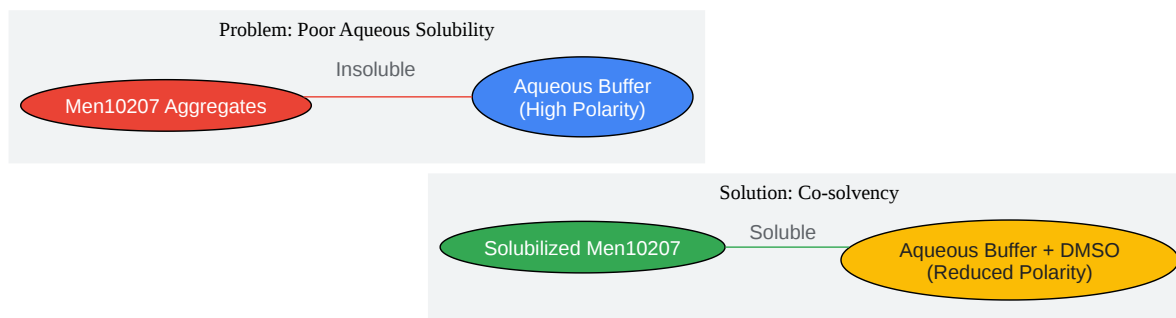 Problem: Poor Aqueous Solubility
Men10207 Aggregates
Insoluble
Aqueous Buffer
(High Polarity)
Solution: Co-solvency
Solubilized Men10207
Soluble
Aqueous Buffer + DMSO
(Reduced Polarity)